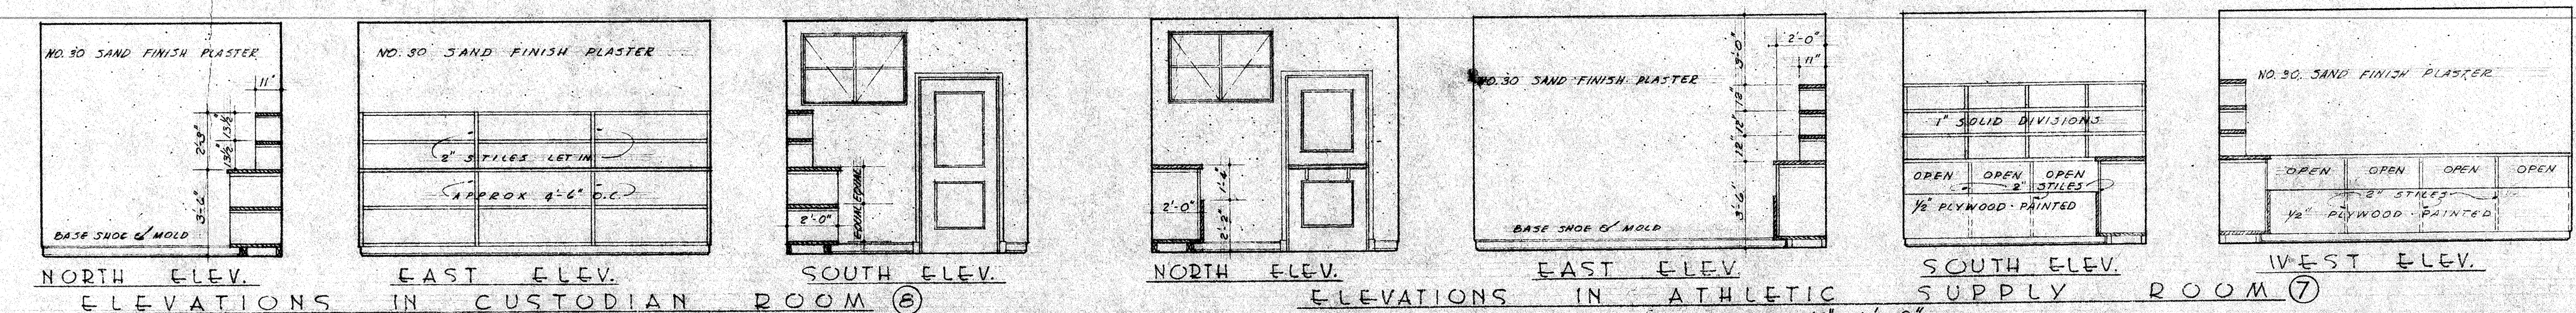 NO. 30 SAND FINISH PLASTER
11"
2'-3"
13½"
13½"
3'-6"
BASE SHOE & MOLD
NORTH ELEV.
NO. 30 SAND FINISH PLASTER
2" STILES LET IN
APPROX 4'-6" O.C.
EAST ELEV.
2'-0"
EQUAL EQUAL
SOUTH ELEV.
ELEVATIONS IN CUSTODIAN ROOM 8
2'-0"
1'-4"
2'-2"
NORTH ELEV.
NO. 30 SAND FINISH PLASTER
2'-0"
11"
12"
12"
12"
3'-6"
BASE SHOE & MOLD
EAST ELEV.
1" SOLID DIVISIONS
OPEN OPEN OPEN
2" STILES
½" PLYWOOD - PAINTED
SOUTH ELEV.
NO. 30. SAND FINISH PLASTER
OPEN OPEN OPEN OPEN
2" STILES
½" PLYWOOD - PAINTED
WEST ELEV.
ELEVATIONS IN ATHLETIC SUPPLY ROOM 7